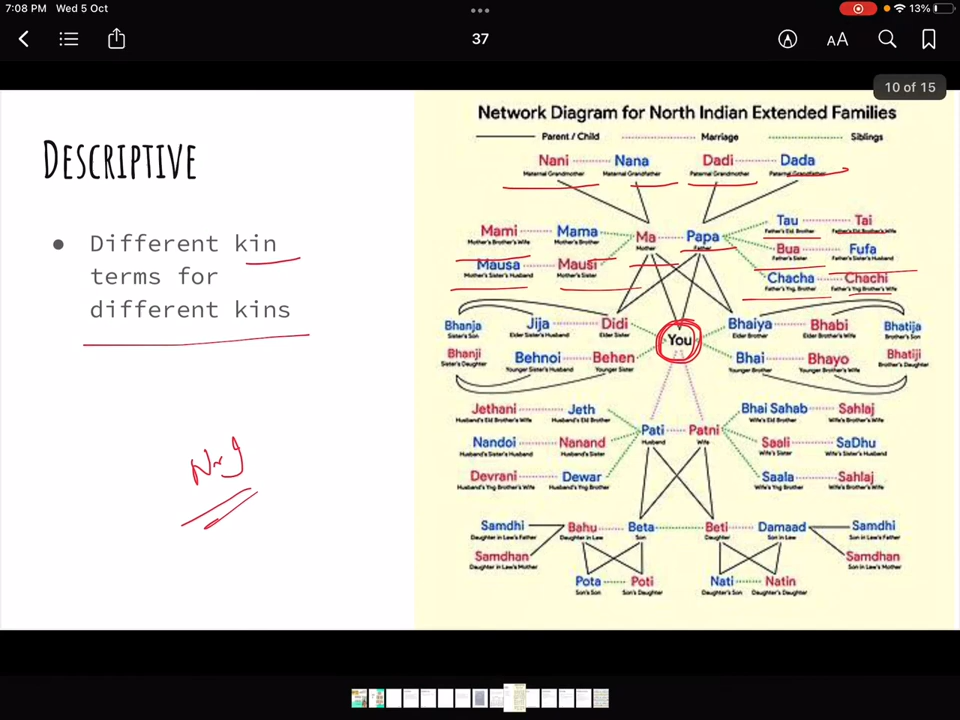 7:08 PM Wed 5 Oct
13%
AA
37
10 of 15
DESCRIPTIVE
Different kin
terms for
different kins
Network Diagram for North Indian Extended Families
Parent / Child Marriage Siblings
Nani Nana Dadi Dada
Maternal Grandmother Maternal Grandfather Paternal Grandmother Paternal Grandfather
Tau Tai
Father's Eld. Brother Father's Eld. Brother's Wife
Mami Mama Ma Papa
Mother's Brother's Wife Mother's Brother Mother Father
Bua Fufa
Father's Sister Father's Sister's Husband
Mausa Mausi
Mother's Sister's Husband Mother's Sister
Chacha Chachi
Father's Yng. Brother Father's Yng Brother's Wife
Bhanja Jija Didi You Bhaiya Bhabi Bhatija
Sister's Son Elder Sister's Husband Elder Sister Elder Brother Elder Brother's Wife Brother's Son
Bhanji Behnoi Behen Bhai Bhayo Bhatiji
Sister's Daughter Younger Sister's Husband Younger Sister Younger Brother Younger Brother's Wife Brother's Daughter
Jethani Jeth Bhai Sahab Sahlaj
Husband's Eld Brother's Wife Husband's Eld Brother Wife's Eld Brother Wife's Eld Brother's Wife
Pati Patni
Husband Wife
Nandoi Nanand Saali SaDhu
Husband's Sister's Husband Husband's Sister Wife's Sister Wife's Sister's Husband
Devrani Dewar Saala Sahlaj
Husband's Yng Brother's Wife Husband's Yng Brother Wife's Yng Brother Wife's Yng Brother's Wife
Samdhi Bahu Beta Beti Damaad Samdhi
Daughter in Law's Father Daughter in Law Son Daughter Son in Law Son in Law's Father
Samdhan Samdhan
Daughter in Law's Mother Son in Law's Mother
Pota Poti Nati Natin
Son's Son Son's Daughter Daughter's Son Daughter's Daughter